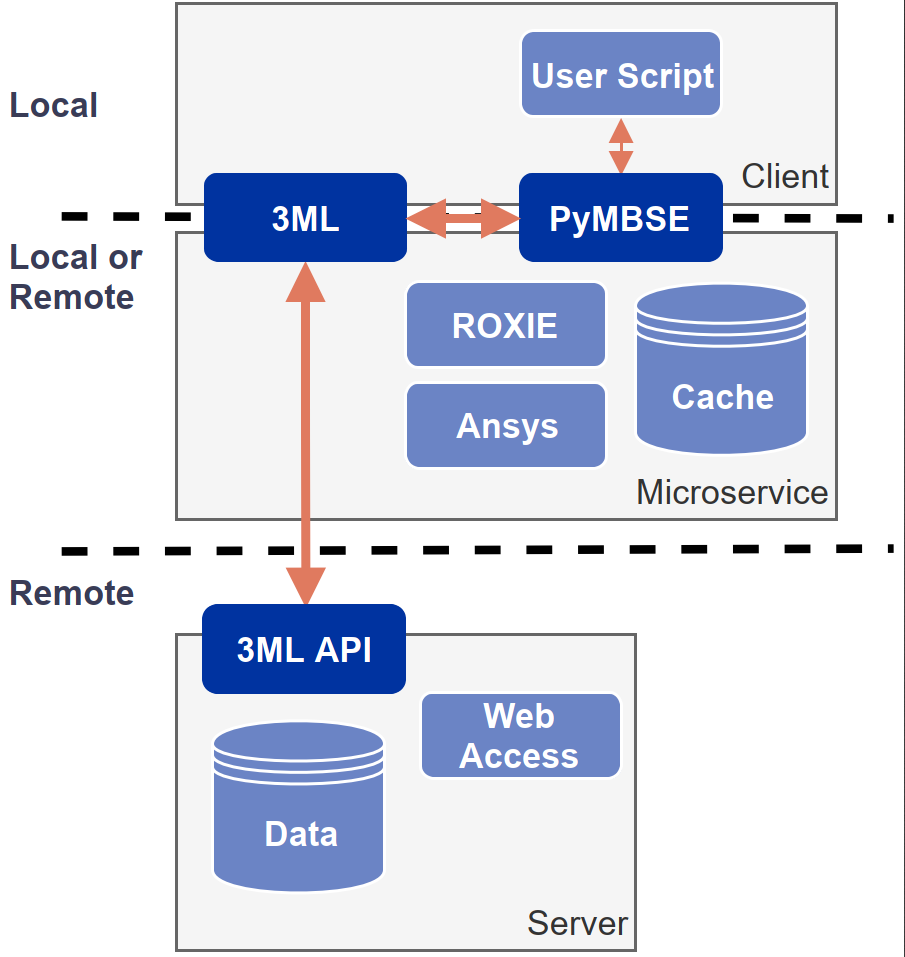 User Script
Local
Client
3ML
PyMBSE
Local or
Remote
ROXIE
Cache
Ansys
Microservice
Remote
3ML API
Web
Access
Data
Server